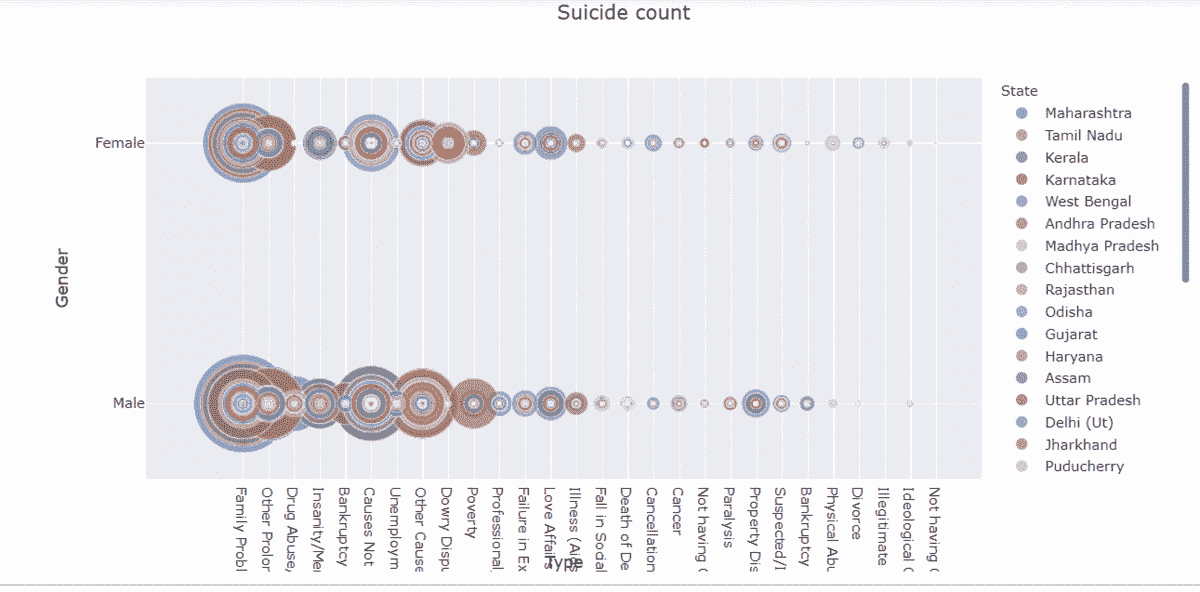 Suicide count
State
Maharashtra
Tamil Nadu
Kerala
Karnataka
West Bengal
Andhra Pradesh
Madhya Pradesh
Chhattisgarh
Rajasthan
Odisha
Gujarat
Haryana
Assam
Uttar Pradesh
Delhi (Ut)
Jharkhand
Puducherry
Gender
Female
Male
Family Probl
Other Prolor
Drug Abuse,
Insanity/Me
Bankruptcy
Causes Not
Unemploym
Other Cause
Dowry Dispu
Poverty
Professional
Failure in Ex
Love Affairs
Illness (Aids
Fall in Social
Death of De
Cancellation
Cancer
Not having C
Paralysis
Property Dis
Suspected/I
Bankruptcy
Physical Abu
Divorce
Illegitimate
Ideological C
Not having C
Type